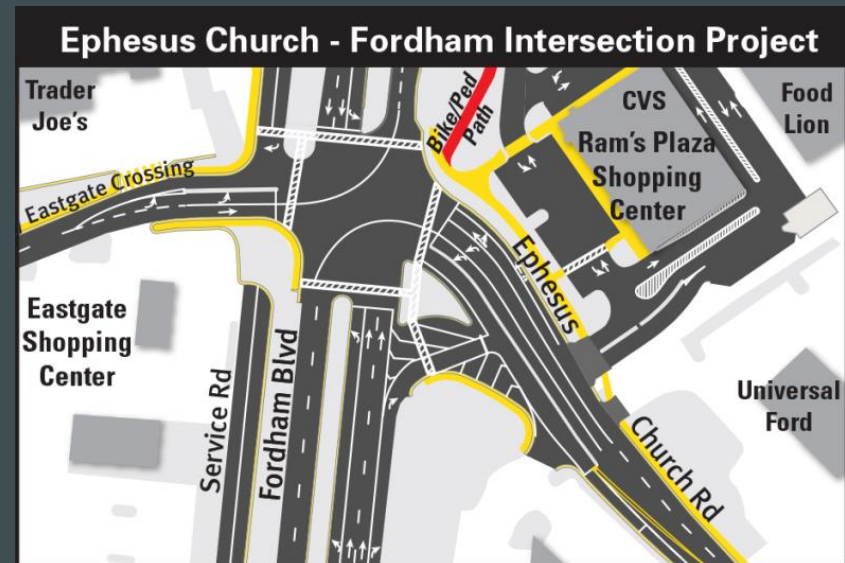 Ephesus Church - Fordham Intersection Project
Trader
Joe's
Bike/Ped
Path
CVS
Ram's Plaza
Shopping
Center
Food
Lion
Eastgate Crossing
Ephesus
Eastgate
Shopping
Center
Service Rd
Fordham Blvd
Universal
Ford
Church Rd